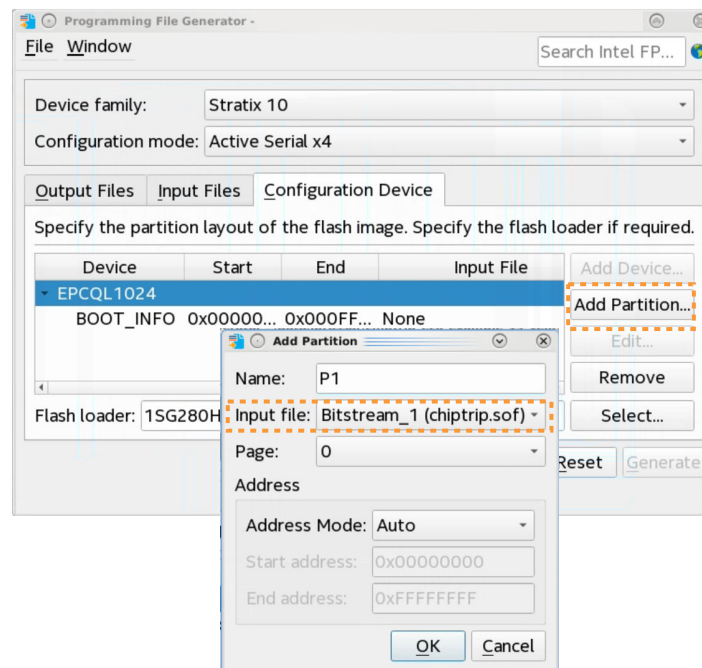 Programming File Generator -
File Window
Search Intel FP...
Device family: Stratix 10
Configuration mode: Active Serial x4
Output Files Input Files Configuration Device
Specify the partition layout of the flash image. Specify the flash loader if required.
Device Start End Input File
Add Device...
EPCQL1024
Add Partition...
BOOT_INFO 0x00000... 0x000FF... None
Edit...
Remove
Flash loader: 1SG280H
Select...
Reset Generate
Add Partition
Name: P1
Input file: Bitstream_1 (chiptrip.sof)
Page: 0
Address
Address Mode: Auto
Start address: 0x00000000
End address: 0xFFFFFFFF
OK Cancel